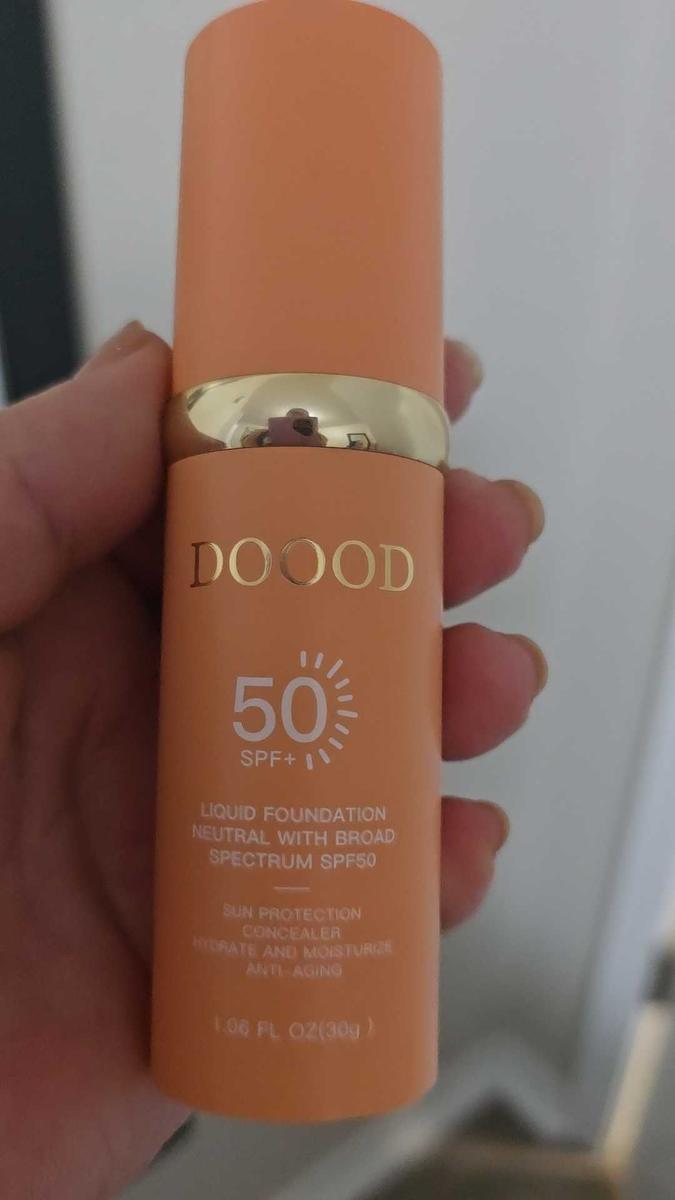 DOOOD
50
SPF+
LIQUID FOUNDATION
NEUTRAL WITH BROAD
SPECTRUM SPF50
SUN PROTECTION
CONCEALER
HYDRATE AND MOISTURIZE
ANTI-AGING
1.06 FL OZ(30g )